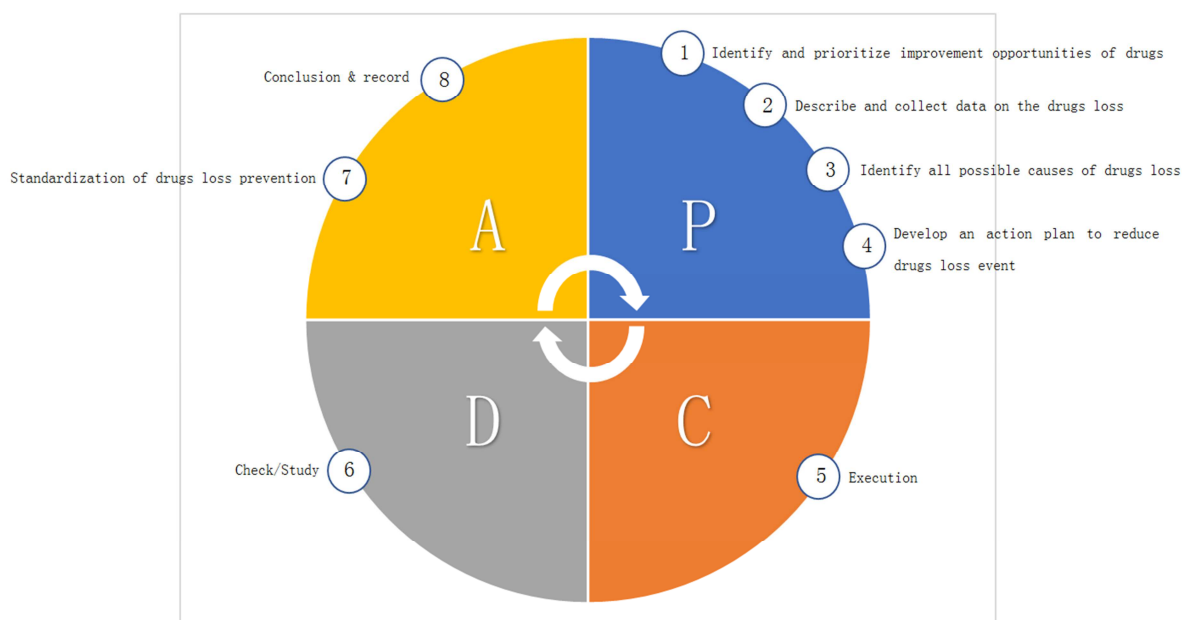 1 Identify and prioritize improvement opportunities of drugs
2 Describe and collect data on the drugs loss
3 Identify all possible causes of drugs loss
4 Develop an action plan to reduce
drugs loss event
P
C
5 Execution
D
Check/Study 6
A
Standardization of drugs loss prevention 7
Conclusion & record 8